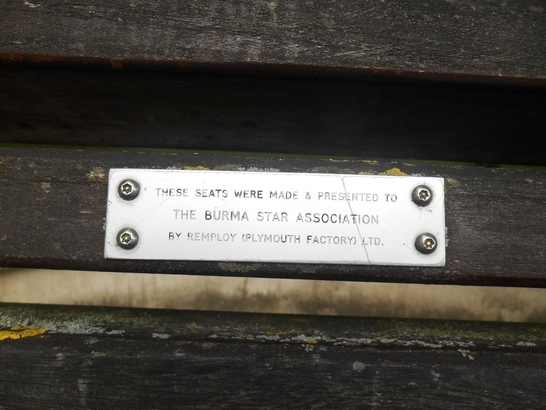 THESE SEATS WERE MADE & PRESENTED TO
THE BURMA STAR ASSOCIATION
BY REMPLOY (PLYMOUTH FACTORY) LTD.